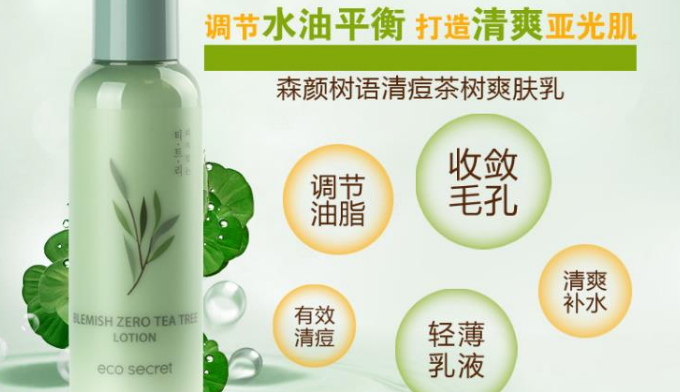 调节水油平衡 打造清爽亚光肌
森颜树语清痘茶树爽肤乳
调节
油脂
收敛
毛孔
清爽
补水
有效
清痘
轻薄
乳液
BLEMISH ZERO TEA TREE
LOTION
eco secret